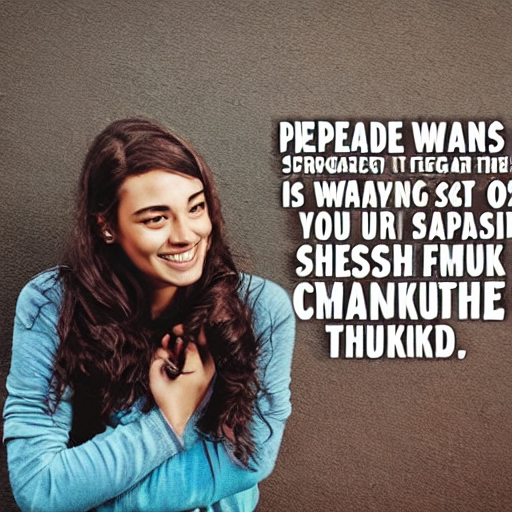 PIEPEADE WANS
IS WAAYNG SCT
YOU UR SAPASI
SHESSH FMUK
CMANKUTHE
THUKIKD.